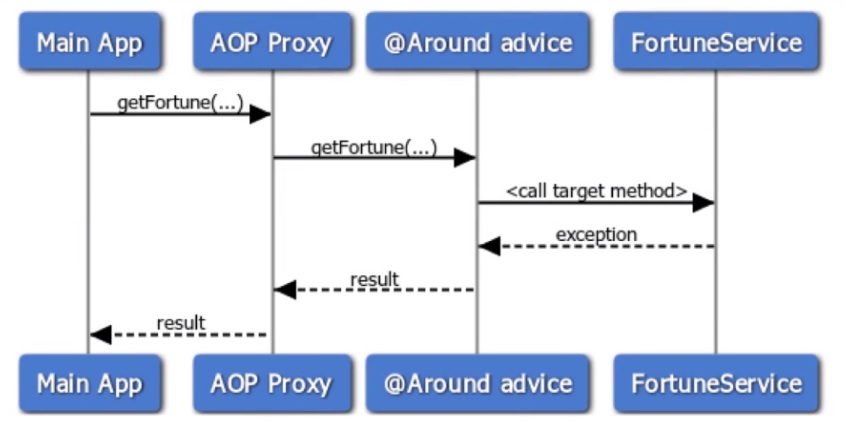 Main App
AOP Proxy
@Around advice
FortuneService
getFortune(...)
getFortune(...)
<call target method>
exception
result
result
Main App
AOP Proxy
@Around advice
FortuneService